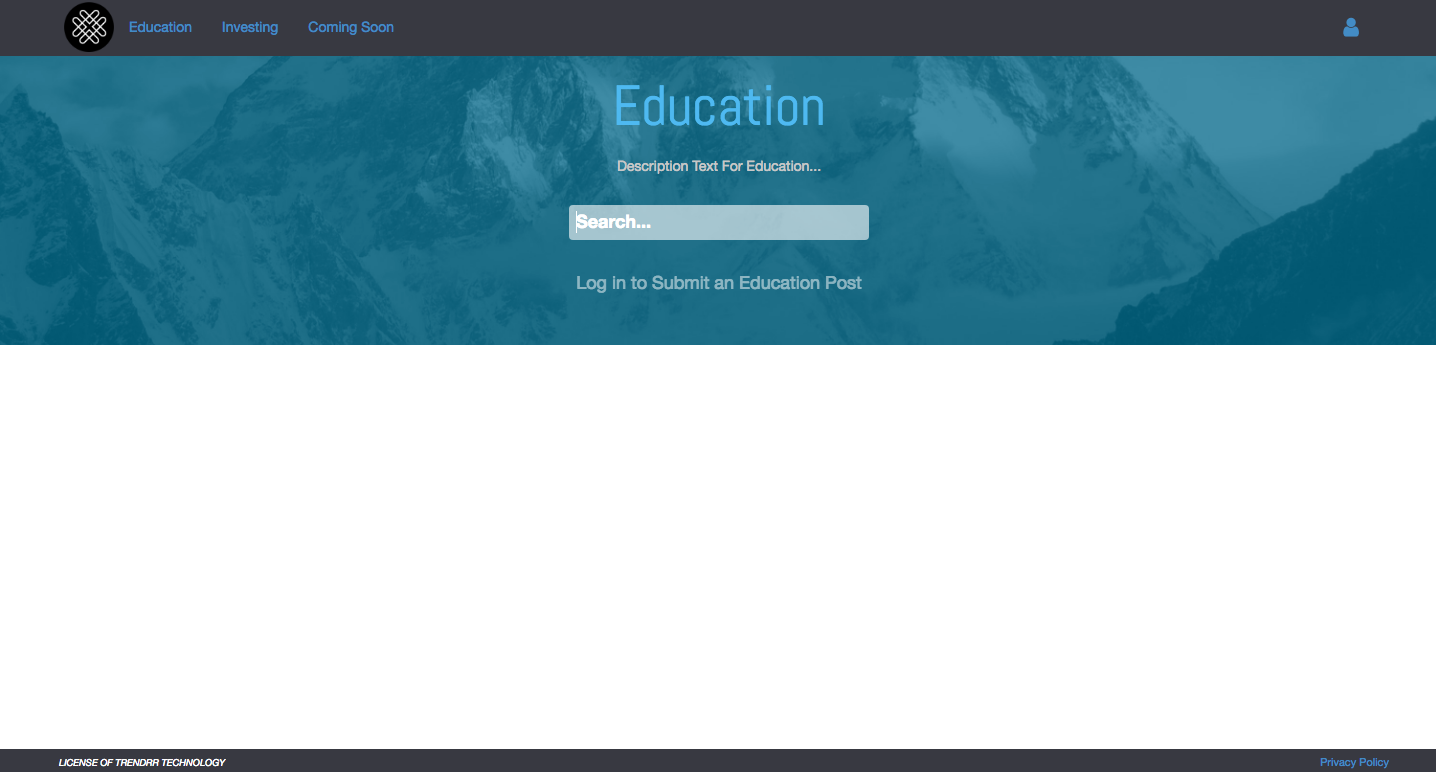 Education Investing Coming Soon
Education
Description Text For Education...
Search...
Log in to Submit an Education Post
LICENSE OF TRENDRR TECHNOLOGY Privacy Policy